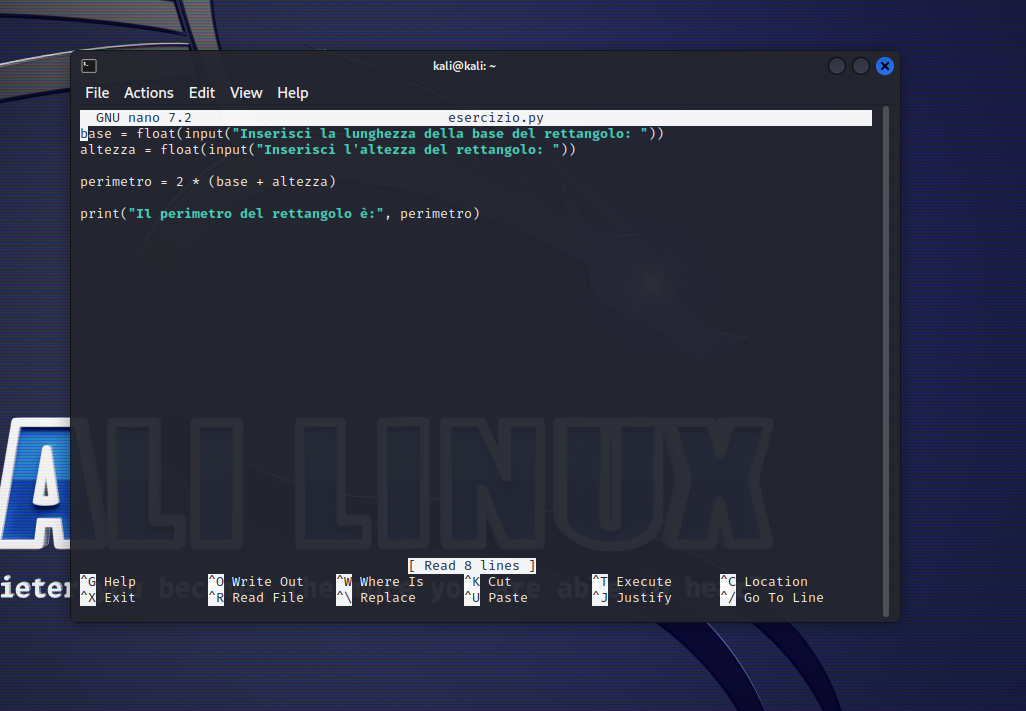 kali@kali: ~
File Actions Edit View Help
GNU nano 7.2 esercizio.py
base = float(input("Inserisci la lunghezza della base del rettangolo: "))
altezza = float(input("Inserisci l'altezza del rettangolo: "))
perimetro = 2 * (base + altezza)
print("Il perimetro del rettangolo è:", perimetro)
ALI LINUX
[ Read 8 lines ]
^G Help ^O Write Out ^W Where Is ^K Cut ^T Execute ^C Location
^X Exit ^R Read File ^\ Replace ^U Paste ^J Justify ^/ Go To Line